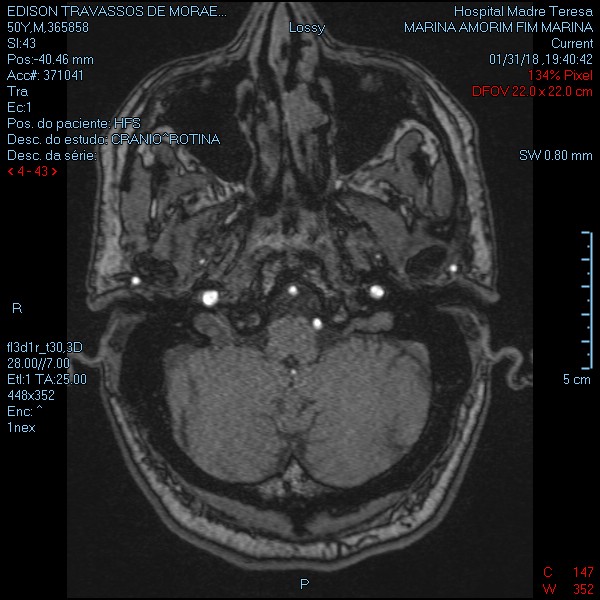 EDISON TRAVASSOS DE MORAE...
50Y,M,365858
Sl:43
Pos:-40.46 mm
Acc#: 371041
Tra
Ec:1
Pos. do paciente: HFS
Desc. do estudo: CRANIO^ROTINA
Desc. da série:
< 4 - 43 >
Lossy
Hospital Madre Teresa
MARINA AMORIM FIM MARINA
Current
01/31/18 ,19:40:42
134% Pixel
DFOV 22.0 x 22.0 cm
SW 0.80 mm
R
fl3d1r_t30,3D
28.00//7.00
Etl:1 TA:25.00
448x352
Enc: ^
1nex
5 cm
P
C 147
W 352